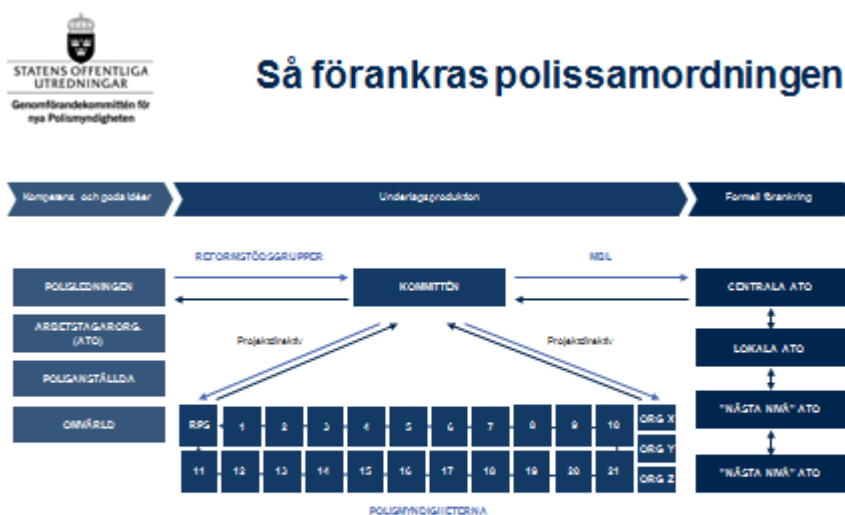 STATENS OFFENTLIGA
UTREDNINGAR
Genomförandekommittén för
nya Polismyndigheten
Så förankras polissamordningen
Kompetens och goda idéer
Underlagsproduktion
Formell förankring
REFORMSTÖDSGRUPPER
MBL
POLISLEDNINGEN
KOMMITTÉN
CENTRALA ATO
ARBETSTAGARORG.
(ATO)
Projektdirektiv
Projektdirektiv
LOKALA ATO
POLISANSTÄLLDA
"NÄSTA NIVÅ" ATO
OMVÄRLD
RPS 1 2 3 4 5 6 7 8 9 10 ORG X
ORG Y
11 12 13 14 15 16 17 18 19 20 21 ORG Z
"NÄSTA NIVÅ" ATO
POLISMYNDIGHETERNA